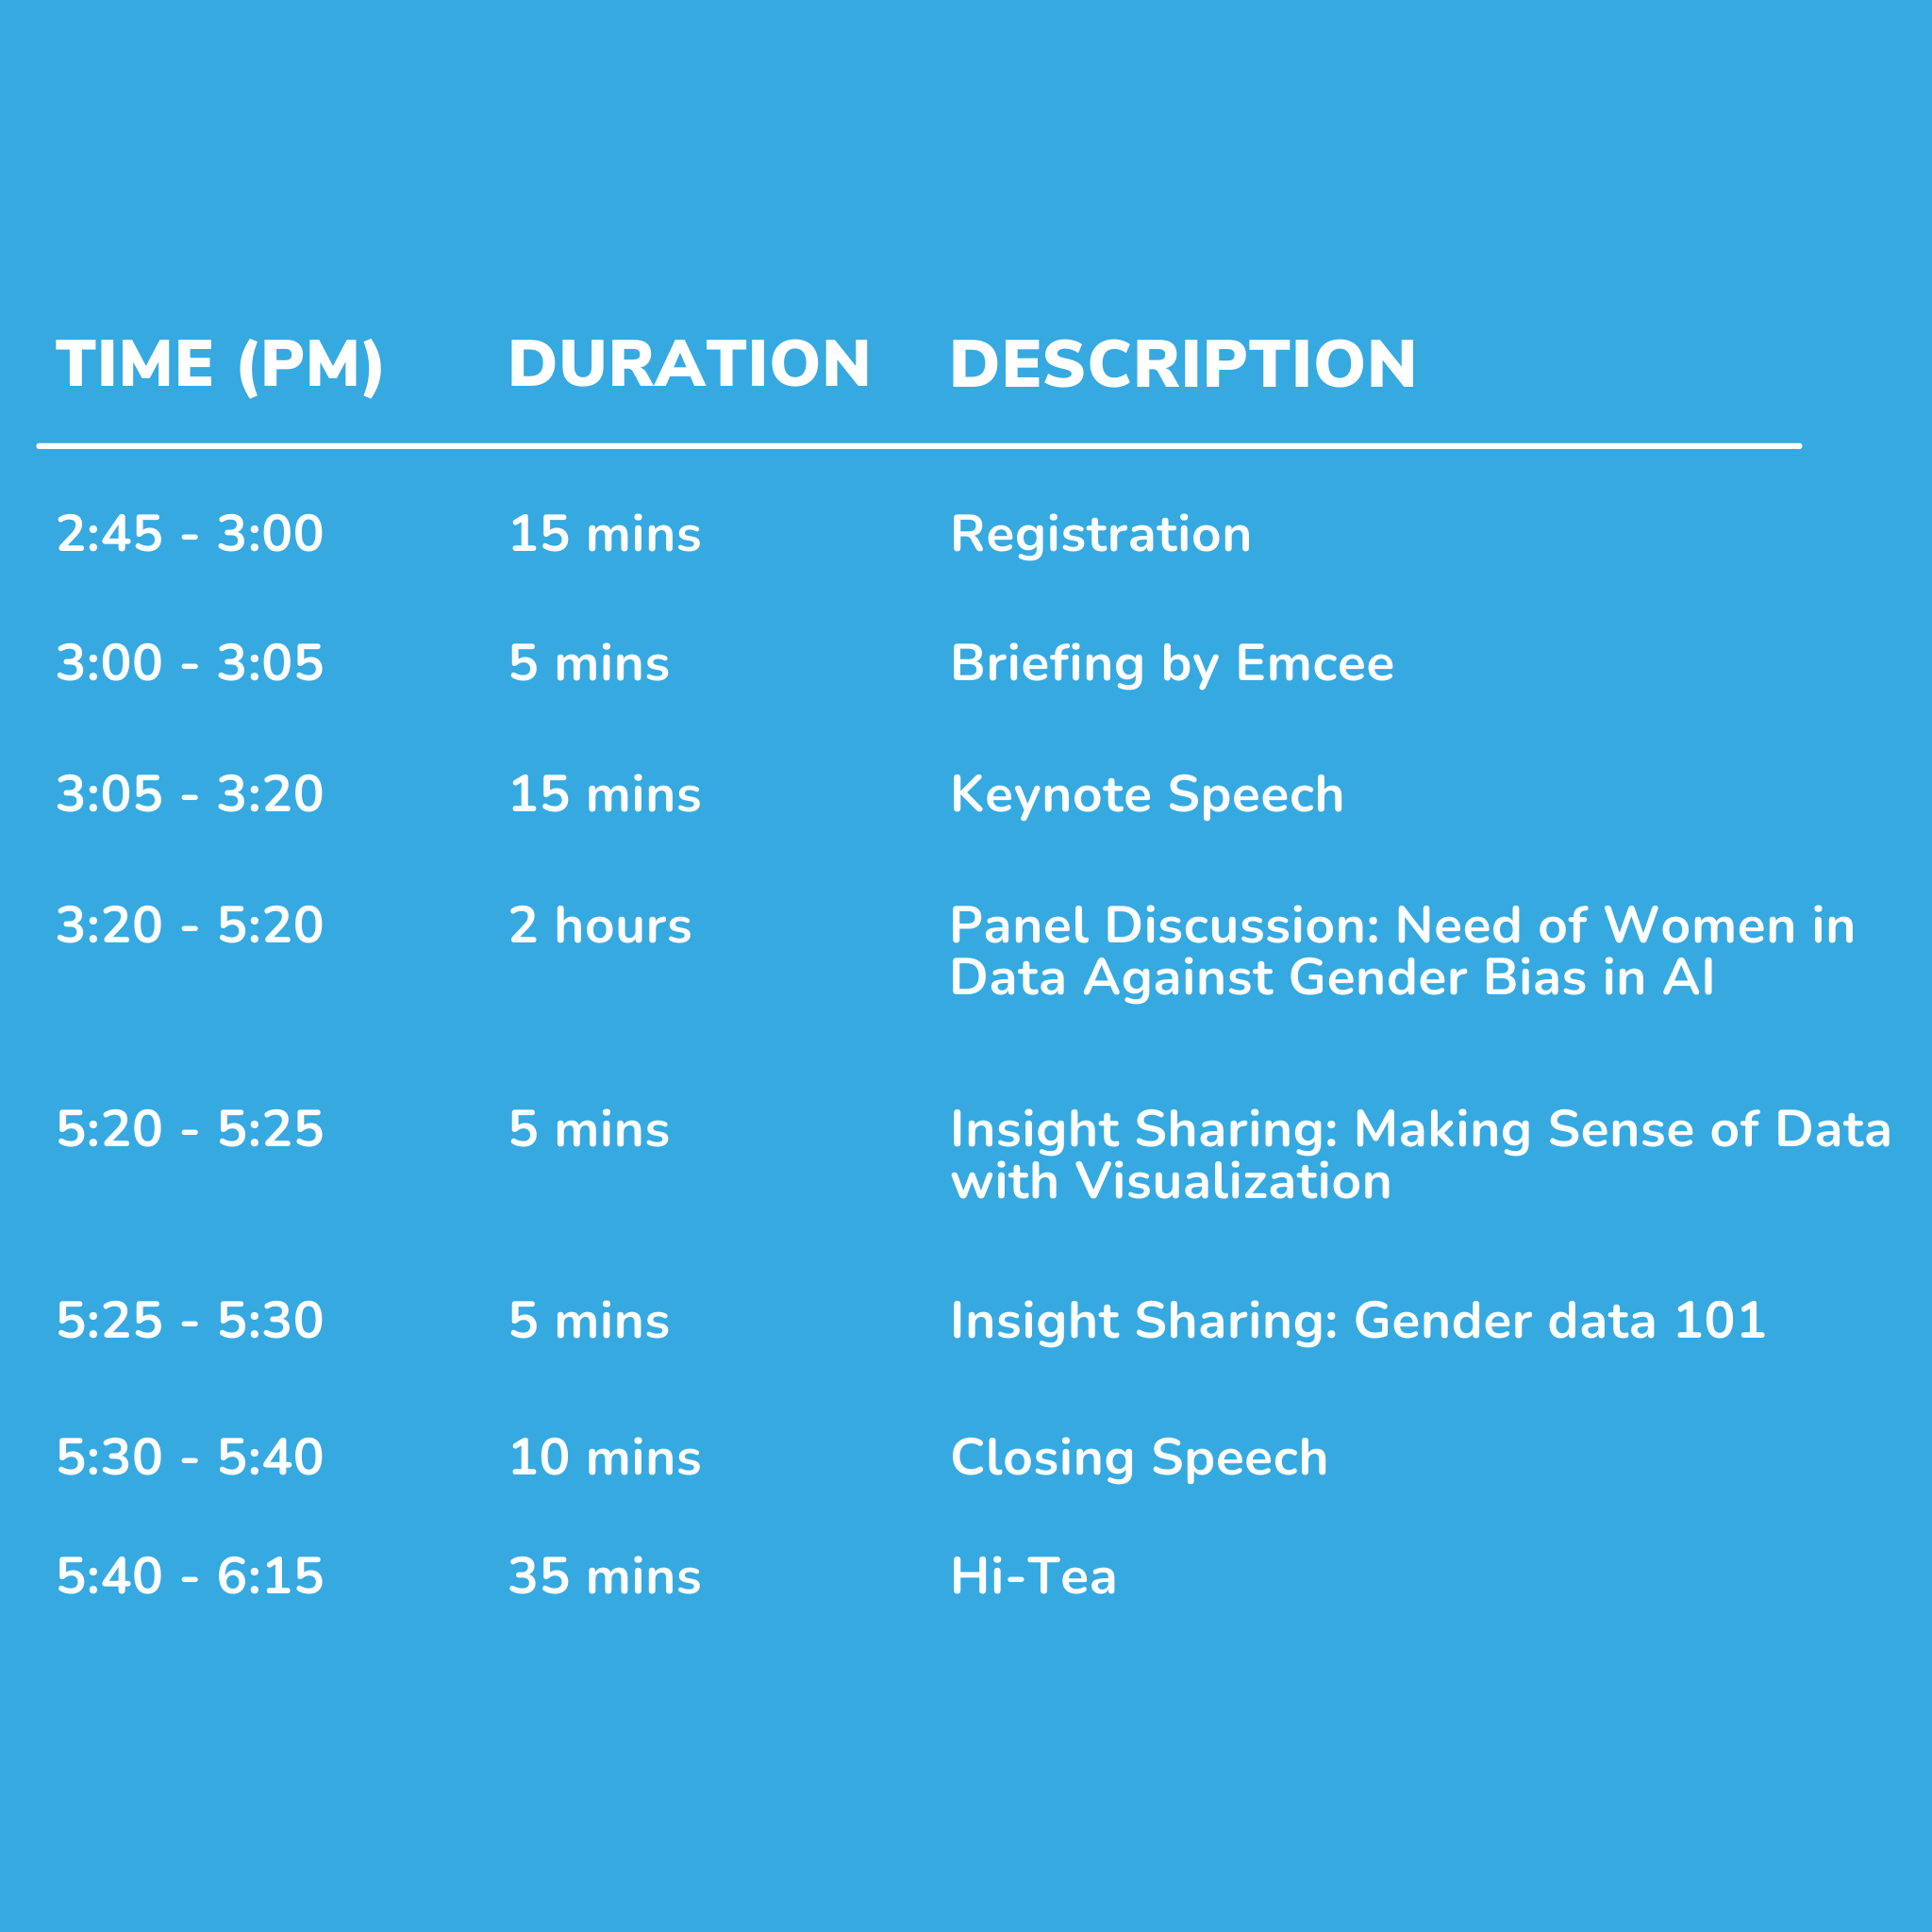 TIME (PM) DURATION DESCRIPTION
2:45 - 3:00 15 mins Registration
3:00 - 3:05 5 mins Briefing by Emcee
3:05 - 3:20 15 mins Keynote Speech
3:20 - 5:20 2 hours Panel Discussion: Need of Women in
Data Against Gender Bias in AI
5:20 - 5:25 5 mins Insight Sharing: Making Sense of Data
with Visualization
5:25 - 5:30 5 mins Insight Sharing: Gender data 101
5:30 - 5:40 10 mins Closing Speech
5:40 - 6:15 35 mins Hi-Tea